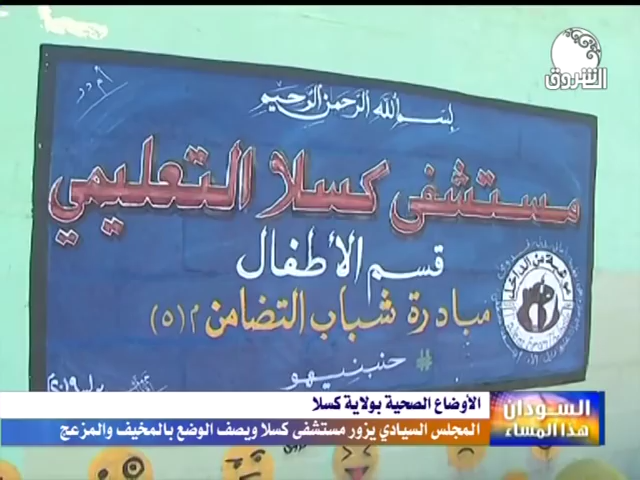 الشروق
بسم الله الرحمن الرحيم
مستشفى كسلا التعليمي
قسم الأطفال
مبادرة شباب التضامن م (٥)
# حنبنيهو
الأوضاع الصحية بولاية كسلا
المجلس السيادي يزور مستشفى كسلا ويصف الوضع بالمخيف والمزعج
السودان
هذا المساء